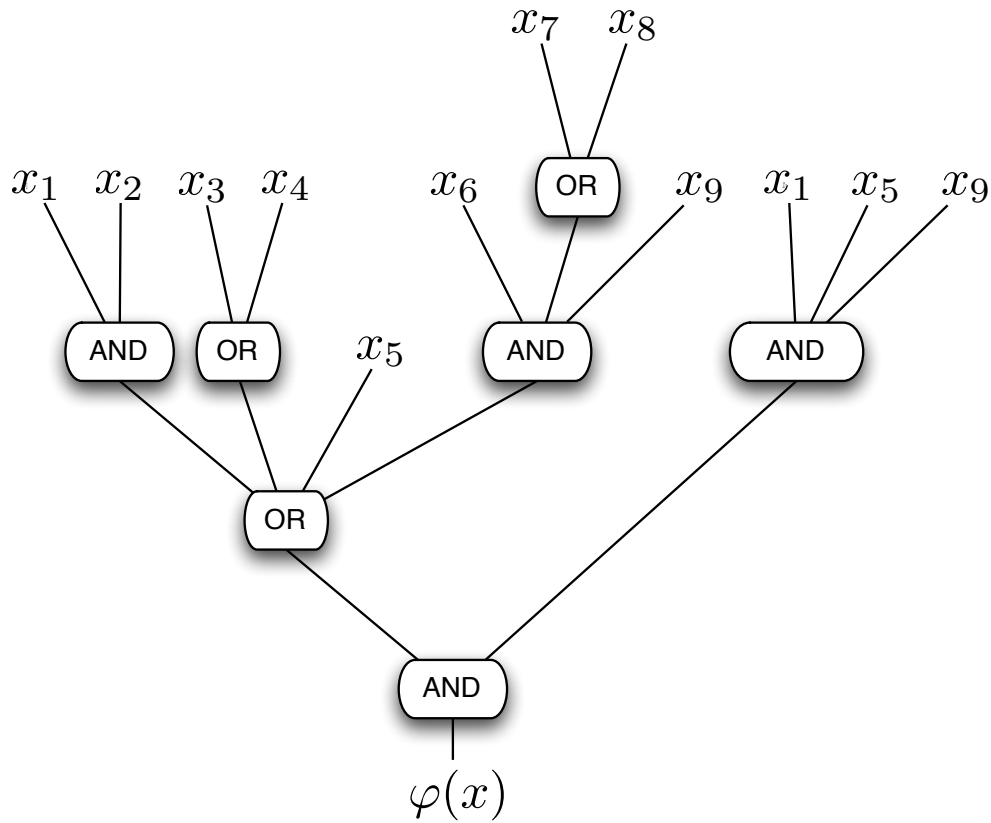 x₇ x₈
OR
x₁ x₂ x₃ x₄ x₆ x₉ x₁ x₅ x₉
AND OR x₅ AND AND
OR
AND
φ(x)